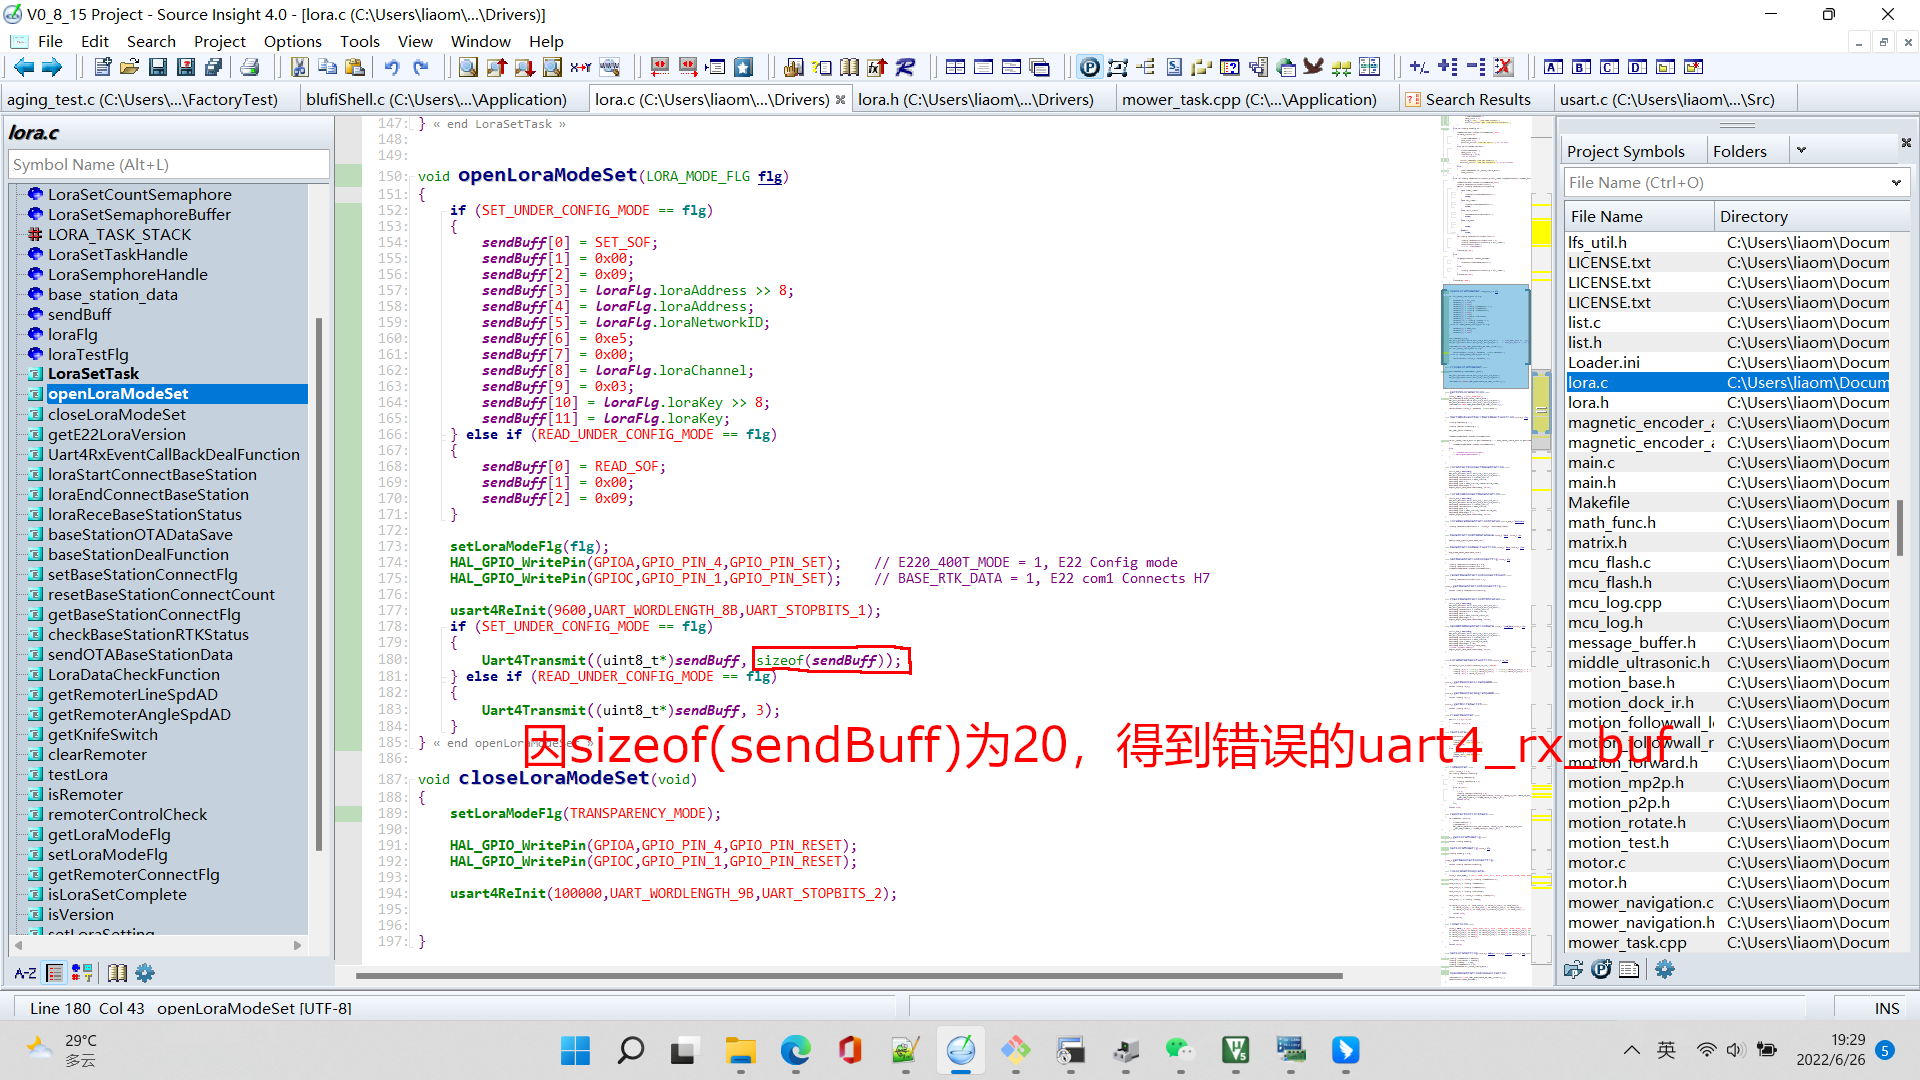 V0_8_15 Project - Source Insight 4.0 - [lora.c (C:\Users\liaom\...\Drivers)]
File Edit Search Project Options Tools View Window Help
aging_test.c (C:\Users\...\FactoryTest) blufiShell.c (C:\Users\...\Application) lora.c (C:\Users\liaom\...\Drivers) lora.h (C:\Users\liaom\...\Drivers) mower_task.cpp (C:\...\Application) Search Results usart.c (C:\Users\liaom\...\Src)
lora.c
Symbol Name (Alt+L)
LoraSetCountSemaphore
LoraSetSemaphoreBuffer
LORA_TASK_STACK
LoraSetTaskHandle
LoraSemphoreHandle
base_station_data
sendBuff
loraFlg
loraTestFlg
LoraSetTask
openLoraModeSet
closeLoraModeSet
getE22LoraVersion
Uart4RxEventCallBackDealFunction
loraStartConnectBaseStation
loraEndConnectBaseStation
loraReceBaseStationStatus
baseStationOTADataSave
baseStationDealFunction
setBaseStationConnectFlg
resetBaseStationConnectCount
getBaseStationConnectFlg
checkBaseStationRTKStatus
sendOTABaseStationData
LoraDataCheckFunction
getRemoterLineSpdAD
getRemoterAngleSpdAD
getKnifeSwitch
clearRemoter
testLora
isRemoter
remoterControlCheck
getLoraModeFlg
setLoraModeFlg
getRemoterConnectFlg
isLoraSetComplete
isVersion
setLoraSetting
A-Z
147: } « end LoraSetTask »
148:
149:
150: void openLoraModeSet(LORA_MODE_FLG flg)
151: {
152: if (SET_UNDER_CONFIG_MODE == flg)
153: {
154: sendBuff[0] = SET_SOF;
155: sendBuff[1] = 0x00;
156: sendBuff[2] = 0x09;
157: sendBuff[3] = loraFlg.loraAddress >> 8;
158: sendBuff[4] = loraFlg.loraAddress;
159: sendBuff[5] = loraFlg.loraNetworkID;
160: sendBuff[6] = 0xe5;
161: sendBuff[7] = 0x00;
162: sendBuff[8] = loraFlg.loraChannel;
163: sendBuff[9] = 0x03;
164: sendBuff[10] = loraFlg.loraKey >> 8;
165: sendBuff[11] = loraFlg.loraKey;
166: } else if (READ_UNDER_CONFIG_MODE == flg)
167: {
168: sendBuff[0] = READ_SOF;
169: sendBuff[1] = 0x00;
170: sendBuff[2] = 0x09;
171: }
172:
173: setLoraModeFlg(flg);
174: HAL_GPIO_WritePin(GPIOA,GPIO_PIN_4,GPIO_PIN_SET); // E220_400T_MODE = 1, E22 Config mode
175: HAL_GPIO_WritePin(GPIOC,GPIO_PIN_1,GPIO_PIN_SET); // BASE_RTK_DATA = 1, E22 com1 Connects H7
176:
177: usart4ReInit(9600,UART_WORDLENGTH_8B,UART_STOPBITS_1);
178: if (SET_UNDER_CONFIG_MODE == flg)
179: {
180: Uart4Transmit((uint8_t*)sendBuff, sizeof(sendBuff));
181: } else if (READ_UNDER_CONFIG_MODE == flg)
182: {
183: Uart4Transmit((uint8_t*)sendBuff, 3);
184: }
185: } « end openLoraModeSet »
因sizeof(sendBuff)为20，得到错误的uart4_rx_buf
186:
187: void closeLoraModeSet(void)
188: {
189: setLoraModeFlg(TRANSPARENCY_MODE);
190:
191: HAL_GPIO_WritePin(GPIOA,GPIO_PIN_4,GPIO_PIN_RESET);
192: HAL_GPIO_WritePin(GPIOC,GPIO_PIN_1,GPIO_PIN_RESET);
193:
194: usart4ReInit(100000,UART_WORDLENGTH_9B,UART_STOPBITS_2);
195:
196:
197: }
Project Symbols Folders
File Name (Ctrl+O)
File Name Directory
lfs_util.h C:\Users\liaom\Docum
LICENSE.txt C:\Users\liaom\Docum
LICENSE.txt C:\Users\liaom\Docum
LICENSE.txt C:\Users\liaom\Docum
list.c C:\Users\liaom\Docum
list.h C:\Users\liaom\Docum
Loader.ini C:\Users\liaom\Docum
lora.c C:\Users\liaom\Docum
lora.h C:\Users\liaom\Docum
magnetic_encoder_a C:\Users\liaom\Docum
magnetic_encoder_a C:\Users\liaom\Docum
main.c C:\Users\liaom\Docum
main.h C:\Users\liaom\Docum
Makefile C:\Users\liaom\Docum
math_func.h C:\Users\liaom\Docum
matrix.h C:\Users\liaom\Docum
mcu_flash.c C:\Users\liaom\Docum
mcu_flash.h C:\Users\liaom\Docum
mcu_log.cpp C:\Users\liaom\Docum
mcu_log.h C:\Users\liaom\Docum
message_buffer.h C:\Users\liaom\Docum
middle_ultrasonic.h C:\Users\liaom\Docum
motion_base.h C:\Users\liaom\Docum
motion_dock_ir.h C:\Users\liaom\Docum
motion_followwall_l C:\Users\liaom\Docum
motion_followwall_r C:\Users\liaom\Docum
motion_forward.h C:\Users\liaom\Docum
motion_mp2p.h C:\Users\liaom\Docum
motion_p2p.h C:\Users\liaom\Docum
motion_rotate.h C:\Users\liaom\Docum
motion_test.h C:\Users\liaom\Docum
motor.c C:\Users\liaom\Docum
motor.h C:\Users\liaom\Docum
mower_navigation.c C:\Users\liaom\Docum
mower_navigation.h C:\Users\liaom\Docum
mower_task.cpp C:\Users\liaom\Docum
Line 180 Col 43 openLoraModeSet [UTF-8] INS
29°C
多云
英
19:29
2022/6/26
5